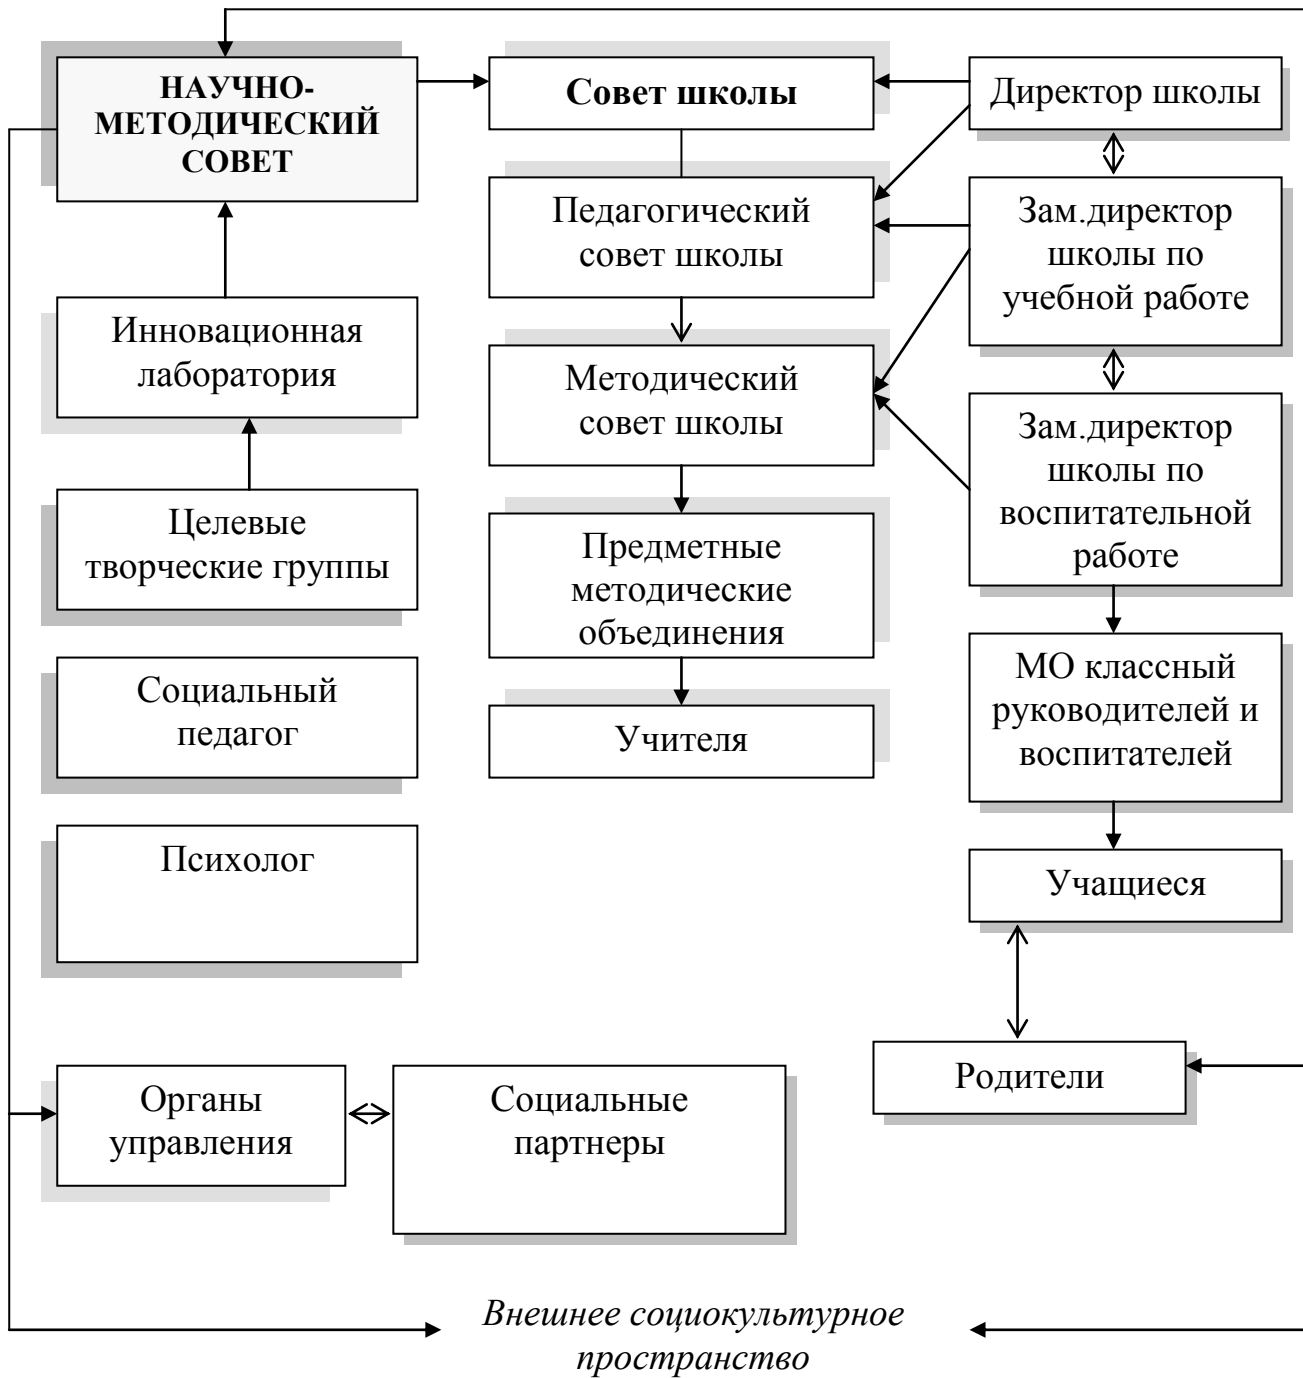 НАУЧНО-
МЕТОДИЧЕСКИЙ
СОВЕТ
Совет школы
Директор школы
Педагогический
совет школы
Зам.директор
школы по
учебной работе
Инновационная
лаборатория
Методический
совет школы
Зам.директор
школы по
воспитательной
работе
Целевые
творческие группы
Предметные
методические
объединения
Социальный
педагог
МО классный
руководителей и
воспитателей
Учителя
Психолог
Учащиеся
Родители
Органы
управления
Социальные
партнеры
Внешнее социокультурное
пространство